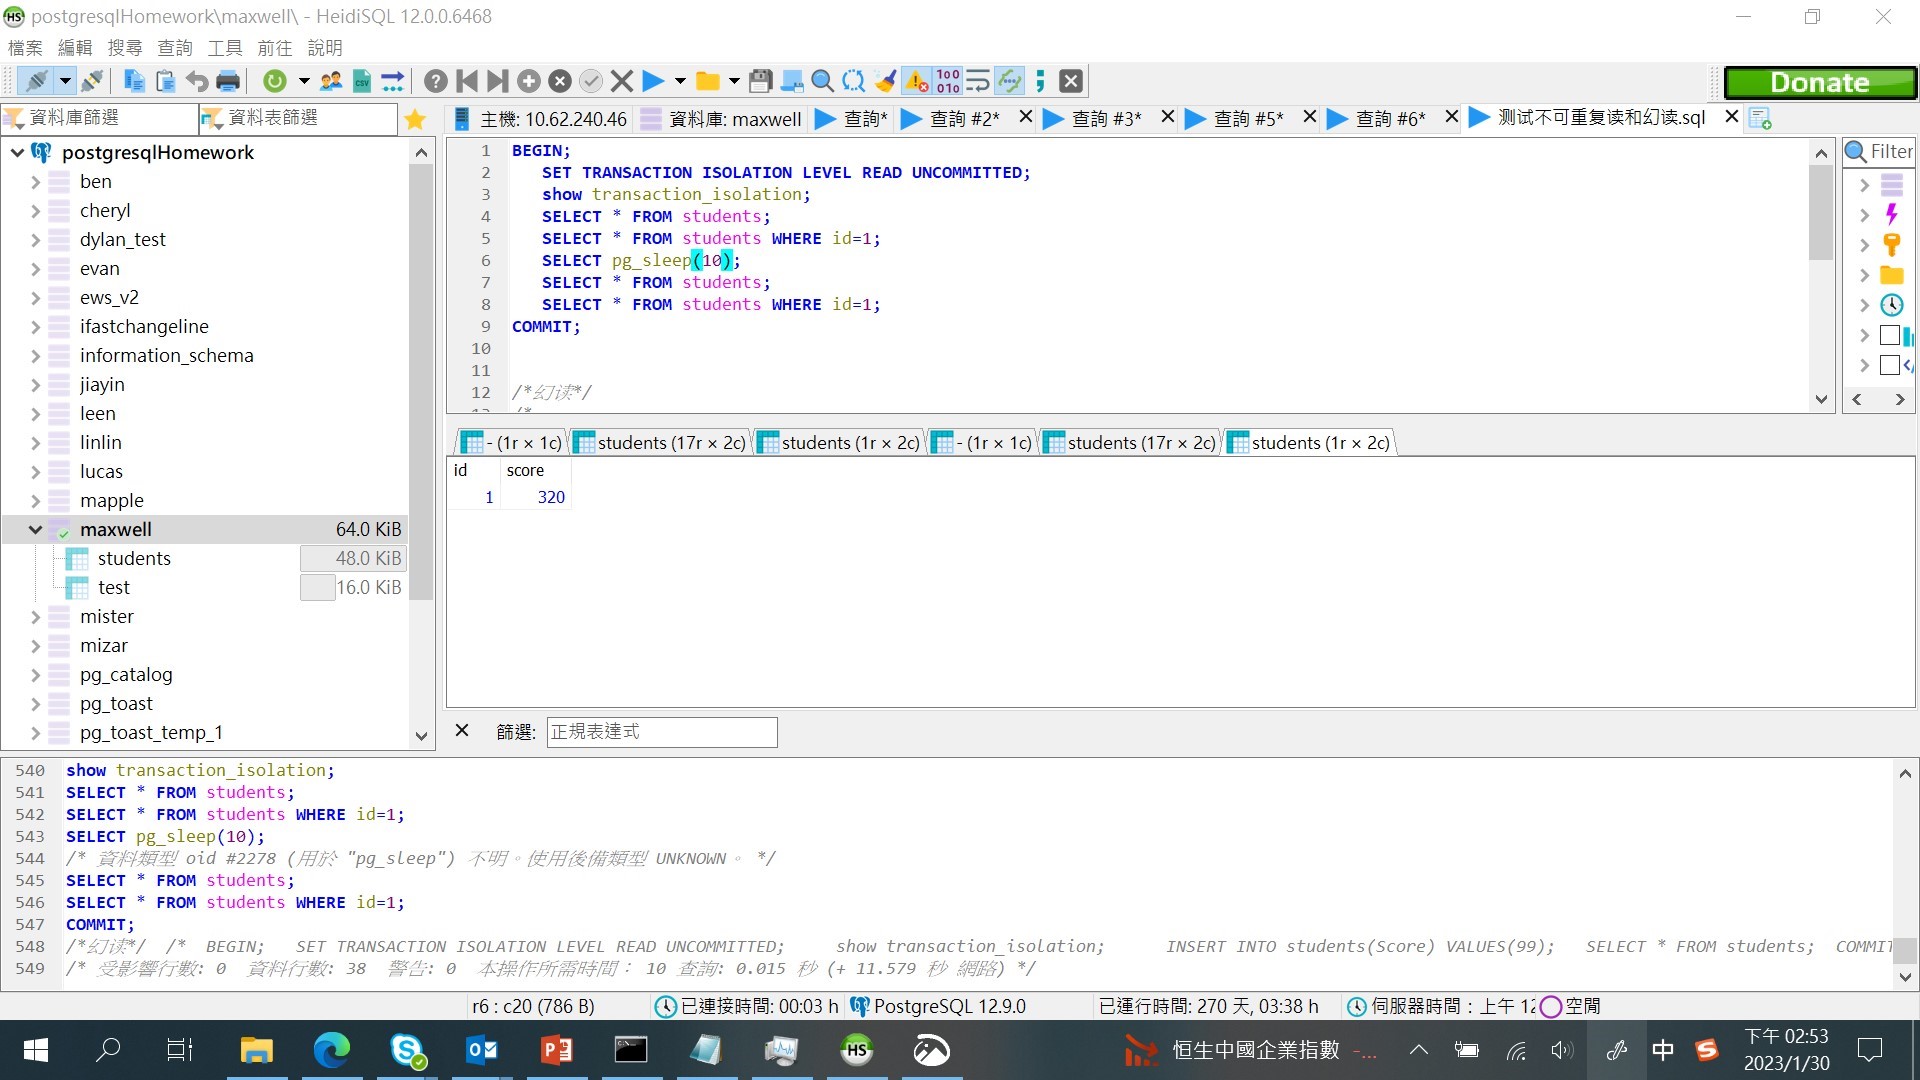 postgresqlHomework\maxwell\ - HeidiSQL 12.0.0.6468
檔案 編輯 搜尋 查詢 工具 前往 說明
Donate
資料庫篩選 資料表篩選
主機: 10.62.240.46 資料庫: maxwell 查詢* 查詢 #2* 查詢 #3* 查詢 #5* 查詢 #6* 测试不可重复读和幻读.sql
postgresqlHomework
ben
cheryl
dylan_test
evan
ews_v2
ifastchangeline
information_schema
jiayin
leen
linlin
lucas
mapple
maxwell 64.0 KiB
students 48.0 KiB
test 16.0 KiB
mister
mizar
pg_catalog
pg_toast
pg_toast_temp_1
1 BEGIN;
2 SET TRANSACTION ISOLATION LEVEL READ UNCOMMITTED;
3 show transaction_isolation;
4 SELECT * FROM students;
5 SELECT * FROM students WHERE id=1;
6 SELECT pg_sleep(10);
7 SELECT * FROM students;
8 SELECT * FROM students WHERE id=1;
9 COMMIT;
10
11
12 /*幻读*/
Filter
- (1r × 1c) students (17r × 2c) students (1r × 2c) - (1r × 1c) students (17r × 2c) students (1r × 2c)
id score
1 320
篩選: 正規表達式
540 show transaction_isolation;
541 SELECT * FROM students;
542 SELECT * FROM students WHERE id=1;
543 SELECT pg_sleep(10);
544 /* 資料類型 oid #2278 (用於 "pg_sleep") 不明。使用後備類型 UNKNOWN。 */
545 SELECT * FROM students;
546 SELECT * FROM students WHERE id=1;
547 COMMIT;
548 /*幻读*/ /* BEGIN; SET TRANSACTION ISOLATION LEVEL READ UNCOMMITTED; show transaction_isolation; INSERT INTO students(Score) VALUES(99); SELECT * FROM students; COMMIT
549 /* 受影響行數: 0 資料行數: 38 警告: 0 本操作所需時間： 10 查詢: 0.015 秒 (+ 11.579 秒 網路) */
r6 : c20 (786 B) 已連接時間: 00:03 h PostgreSQL 12.9.0 已運行時間: 270 天, 03:38 h 伺服器時間：上午 12 空閒
恒生中國企業指數 -... 中 下午 02:53
2023/1/30